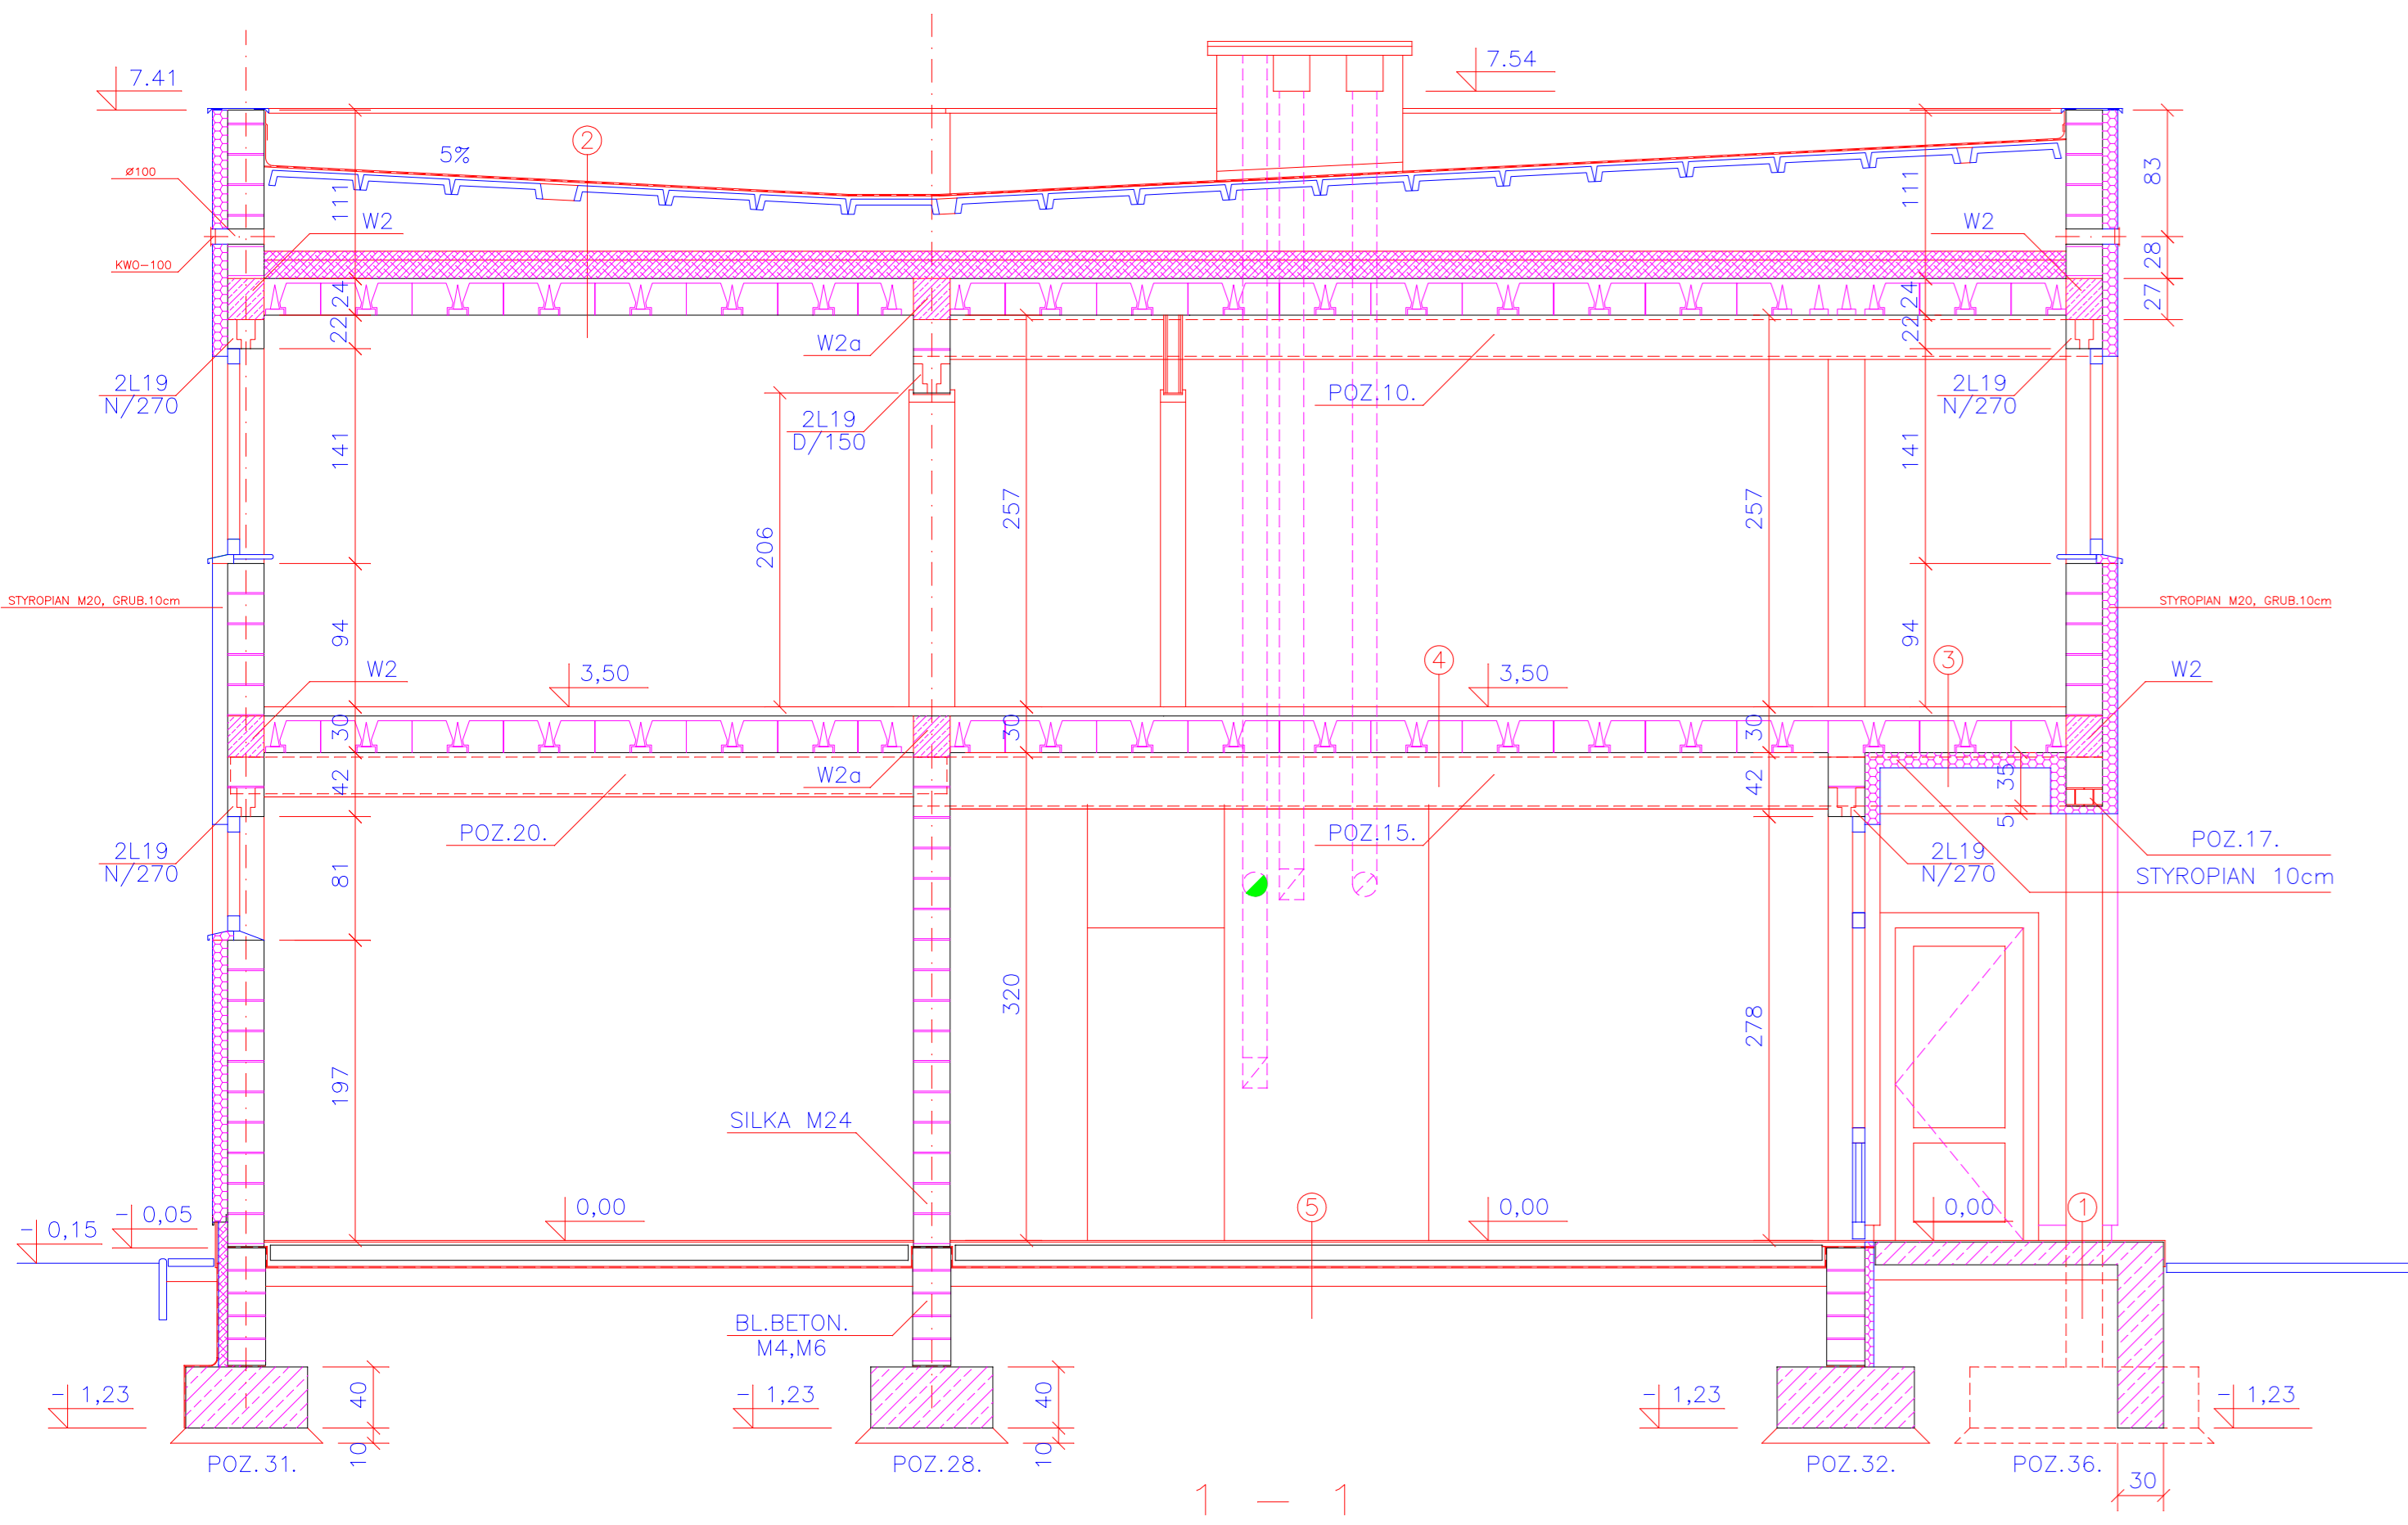 7.54
7.41
2
5%
Ø100
111
111
83
W2
W2
KWO-100
28
24
24
27
22
22
W2a
2L19
N/270
POZ.10.
2L19
N/270
2L19
D/150
141
141
257
257
206
STYROPIAN M20, GRUB.10cm
STYROPIAN M20, GRUB.10cm
94
94
4
3
W2
3,50
3,50
W2
30
30
30
42
W2a
42
35
5
POZ.20.
POZ.15.
POZ.17.
2L19
N/270
2L19
N/270
STYROPIAN 10cm
81
320
278
197
SILKA M24
- 0,15
- 0,05
0,00
5
0,00
0,00
1
BL.BETON.
M4,M6
- 1,23
40
- 1,23
40
- 1,23
- 1,23
10
10
POZ.31.
POZ.28.
POZ.32.
POZ.36.
30
1 - 1